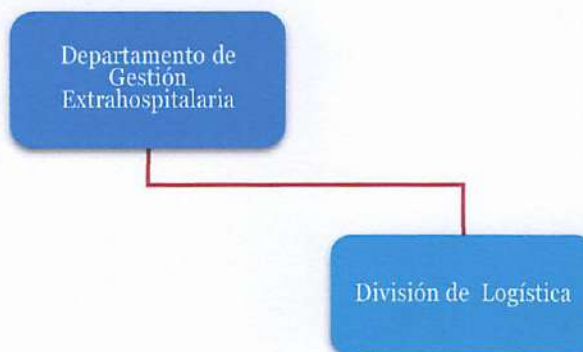 Departamento de
Gestión
Extrahospitalaria
División de Logística